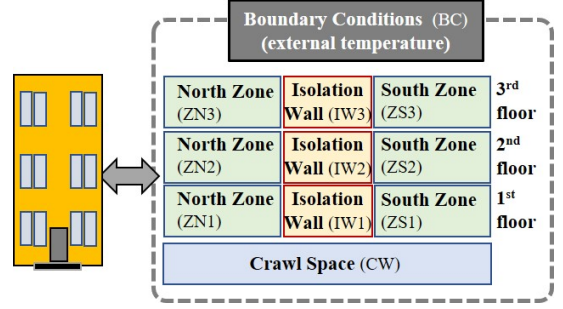 Boundary Conditions (BC)
(external temperature)
North Zone
(ZN3)
Isolation
Wall (IW3)
South Zone
(ZS3)
3rd
floor
North Zone
(ZN2)
Isolation
Wall (IW2)
South Zone
(ZS2)
2nd
floor
North Zone
(ZN1)
Isolation
Wall (IW1)
South Zone
(ZS1)
1st
floor
Crawl Space (CW)